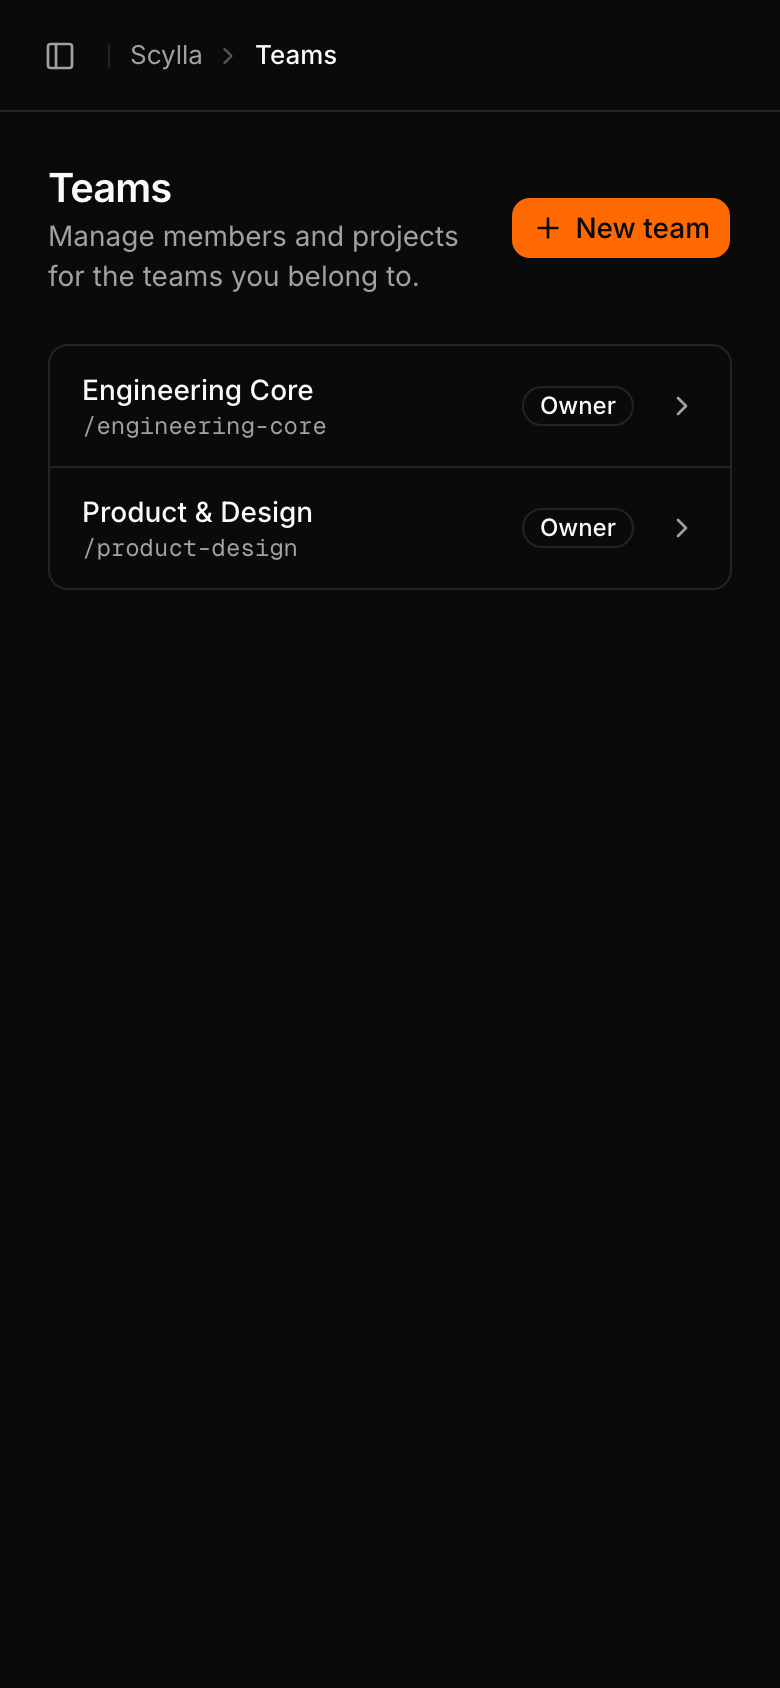 Scylla Teams
Teams
Manage members and projects
for the teams you belong to.
New team
Engineering Core
/engineering-core
Owner
Product & Design
/product-design
Owner